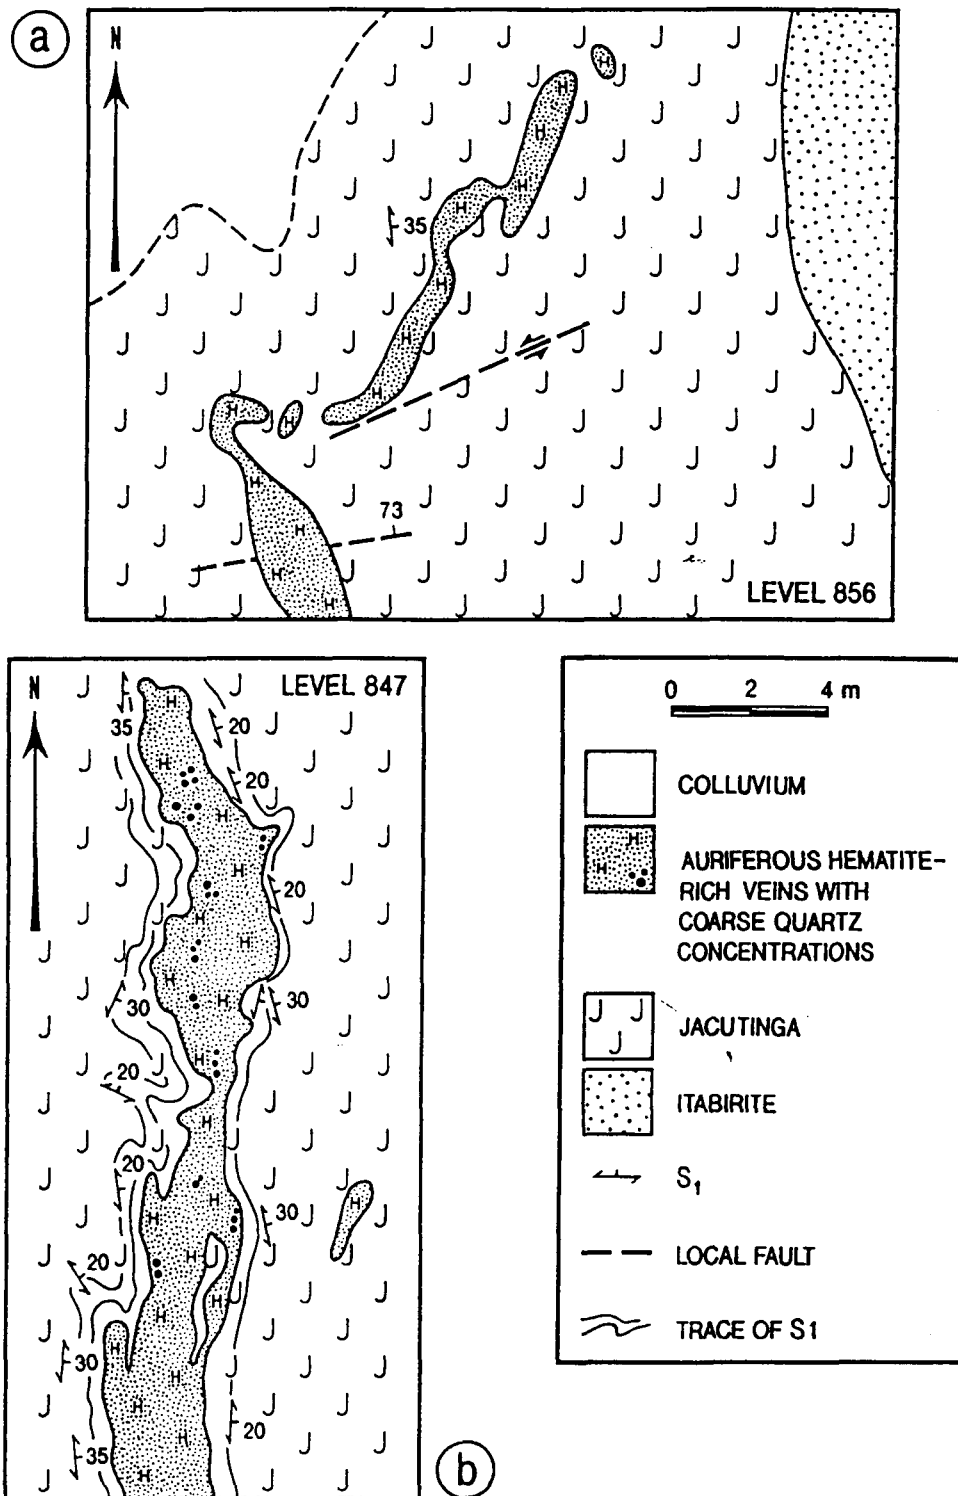 a
N
35
73
LEVEL 856
N
LEVEL 847
35
20
20
20
30
30
20
20
30
20
30
20
35
b
0 2 4 m
COLLUVIUM
AURIFEROUS HEMATITE-
RICH VEINS WITH
COARSE QUARTZ
CONCENTRATIONS
JACUTINGA
ITABIRITE
S1
LOCAL FAULT
TRACE OF S1